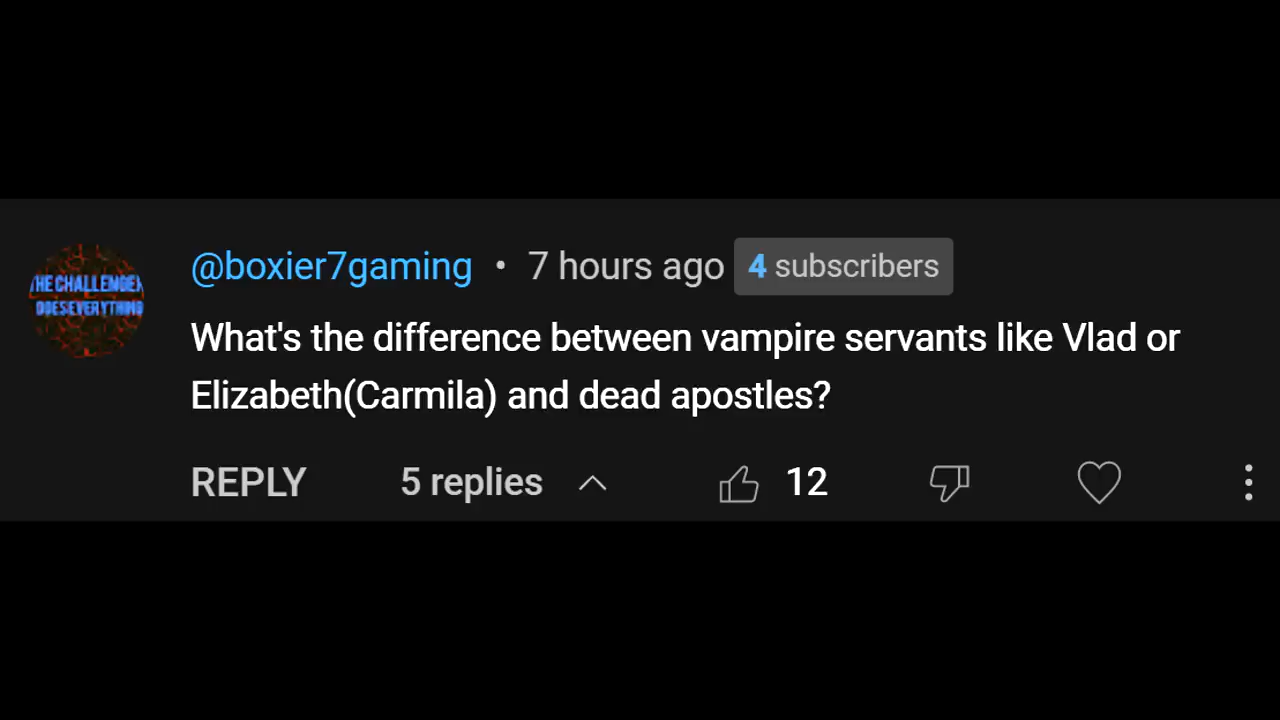 THE CHALLENGER
DOESEVERYTHING
@boxier7gaming • 7 hours ago 4 subscribers
What's the difference between vampire servants like Vlad or
Elizabeth(Carmila) and dead apostles?
REPLY 5 replies 12